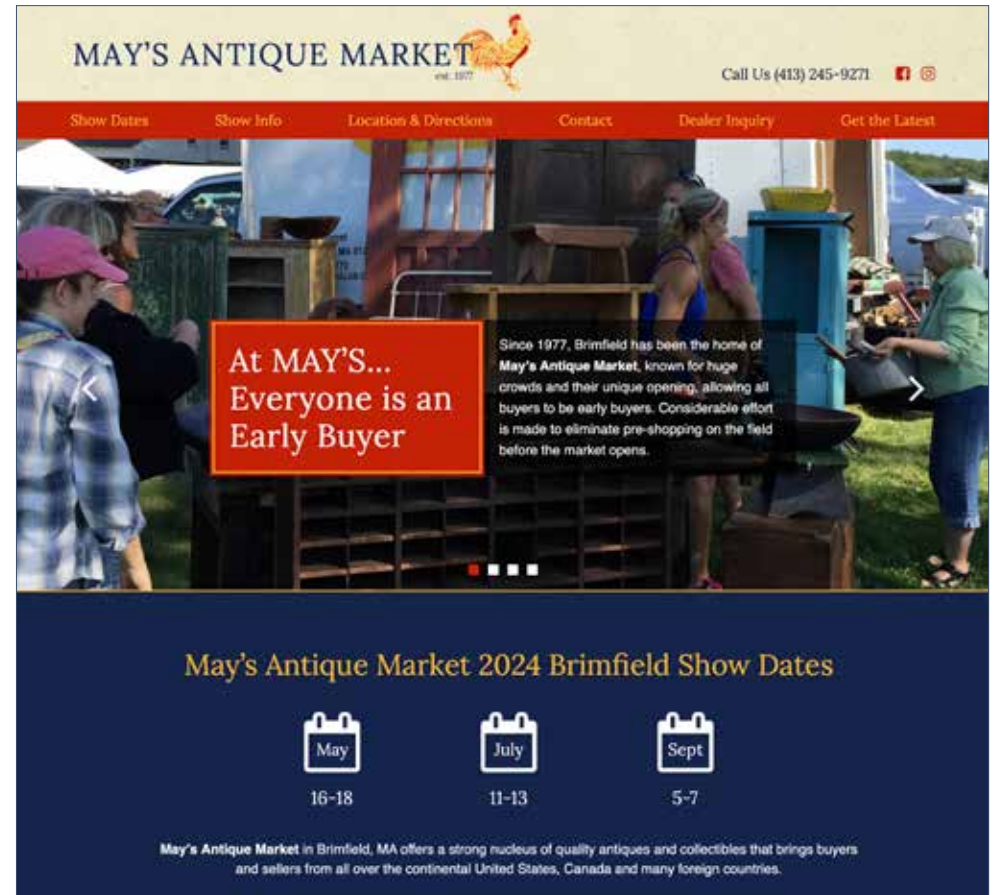 MAY'S ANTIQUE MARKET
est. 1977
Call Us (413) 245-9271
Show Dates Show Info Location & Directions Contact Dealer Inquiry Get the Latest
At MAY'S...
Everyone is an
Early Buyer
Since 1977, Brimfield has been the home of
May's Antique Market, known for huge
crowds and their unique opening, allowing all
buyers to be early buyers. Considerable effort
is made to eliminate pre-shopping on the field
before the market opens.
May's Antique Market 2024 Brimfield Show Dates
May July Sept
16-18 11-13 5-7
May's Antique Market in Brimfield, MA offers a strong nucleus of quality antiques and collectibles that brings buyers
and sellers from all over the continental United States, Canada and many foreign countries.